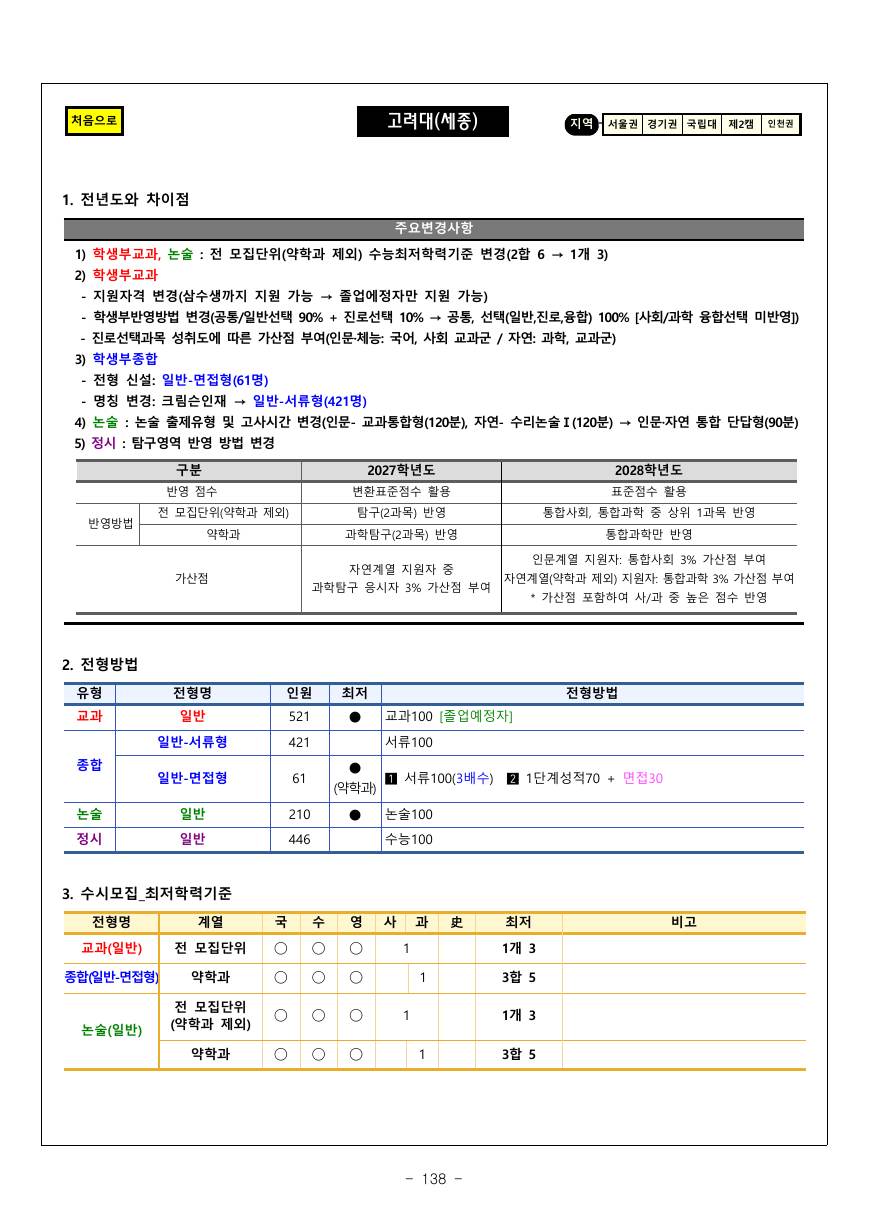 처음으로
고려대(세종)
지역 서울권 경기권 국립대 제2캠 인천권
1. 전년도와 차이점
주요변경사항
1) 학생부교과, 논술 : 전 모집단위(약학과 제외) 수능최저학력기준 변경(2합 6 → 1개 3)
2) 학생부교과
- 지원자격 변경(삼수생까지 지원 가능 → 졸업에정자만 지원 가능)
- 학생부반영방법 변경(공통/일반선택 90% + 진로선택 10% → 공통, 선택(일반,진로,융합) 100% [사회/과학 융합선택 미반영])
- 진로선택과목 성취도에 따른 가산점 부여(인문·체능: 국어, 사회 교과군 / 자연: 과학, 교과군)
3) 학생부종합
- 전형 신설: 일반-면접형(61명)
- 명칭 변경: 크림슨인재 → 일반-서류형(421명)
4) 논술 : 논술 출제유형 및 고사시간 변경(인문- 교과통합형(120분), 자연- 수리논술Ⅰ(120분) → 인문·자연 통합 단답형(90분)
5) 정시 : 탐구영역 반영 방법 변경
구분 2027학년도 2028학년도
반영 점수 변환표준점수 활용 표준점수 활용
반영방법 전 모집단위(약학과 제외) 탐구(2과목) 반영 통합사회, 통합과학 중 상위 1과목 반영
약학과 과학탐구(2과목) 반영 통합과학만 반영
가산점 자연계열 지원자 중
과학탐구 응시자 3% 가산점 부여
인문계열 지원자: 통합사회 3% 가산점 부여
자연계열(약학과 제외) 지원자: 통합과학 3% 가산점 부여
* 가산점 포함하여 사/과 중 높은 점수 반영
2. 전형방법
유형 전형명 인원 최저 전형방법
교과 일반 521 ● 교과100 [졸업예정자]
종합 일반-서류형 421 서류100
일반-면접형 61 ●
(약학과)
1 서류100(3배수) 2 1단계성적70 + 면접30
논술 일반 210 ● 논술100
정시 일반 446 수능100
3. 수시모집_최저학력기준
전형명 계열 국 수 영 사 과 史 최저 비고
교과(일반) 전 모집단위 ○ ○ ○ 1 1개 3
종합(일반-면접형) 약학과 ○ ○ ○ 1 3합 5
논술(일반) 전 모집단위
(약학과 제외) ○ ○ ○ 1 1개 3
약학과 ○ ○ ○ 1 3합 5
- 138 -